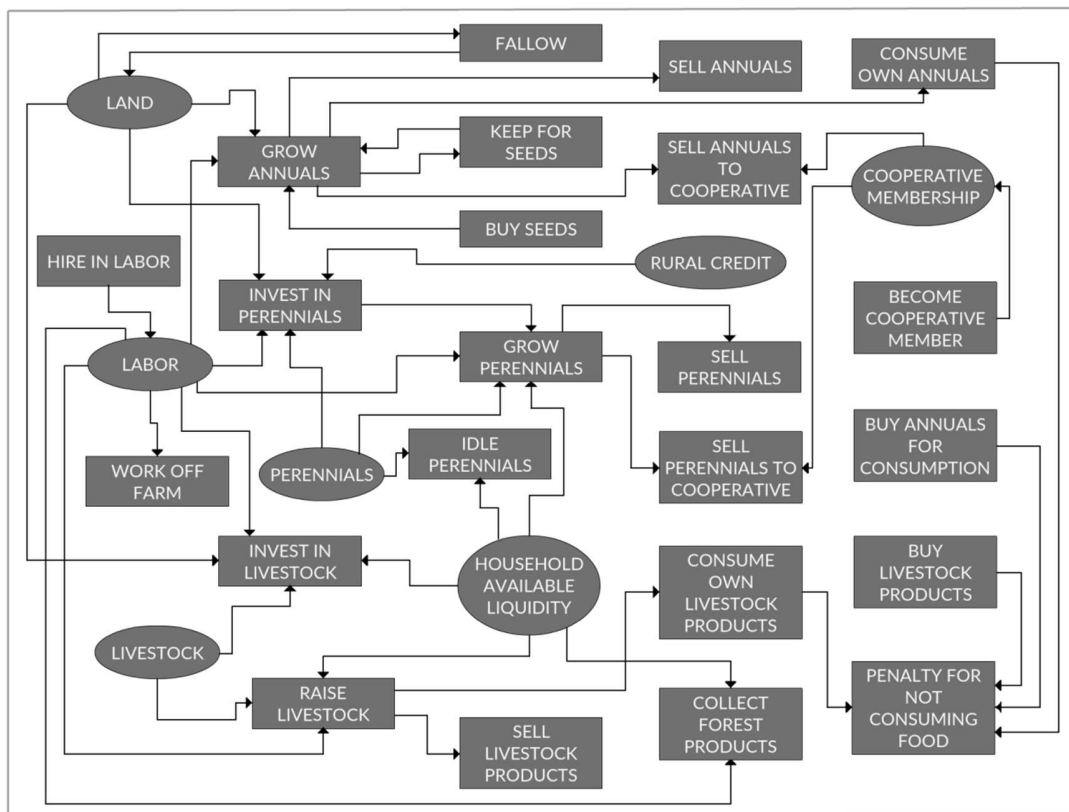 FALLOW
SELL ANNUALS
CONSUME
OWN ANNUALS
LAND
GROW
ANNUALS
KEEP FOR
SEEDS
SELL ANNUALS
TO
COOPERATIVE
COOPERATIVE
MEMBERSHIP
BUY SEEDS
HIRE IN LABOR
RURAL CREDIT
INVEST IN
PERENNIALS
BECOME
COOPERATIVE
MEMBER
LABOR
GROW
PERENNIALS
SELL
PERENNIALS
WORK OFF
FARM
PERENNIALS
IDLE
PERENNIALS
SELL
PERENNIALS TO
COOPERATIVE
BUY ANNUALS
FOR
CONSUMPTION
INVEST IN
LIVESTOCK
HOUSEHOLD
AVAILABLE
LIQUIDITY
CONSUME
OWN
LIVESTOCK
PRODUCTS
BUY
LIVESTOCK
PRODUCTS
LIVESTOCK
RAISE
LIVESTOCK
SELL
LIVESTOCK
PRODUCTS
COLLECT
FOREST
PRODUCTS
PENALTY FOR
NOT
CONSUMING
FOOD